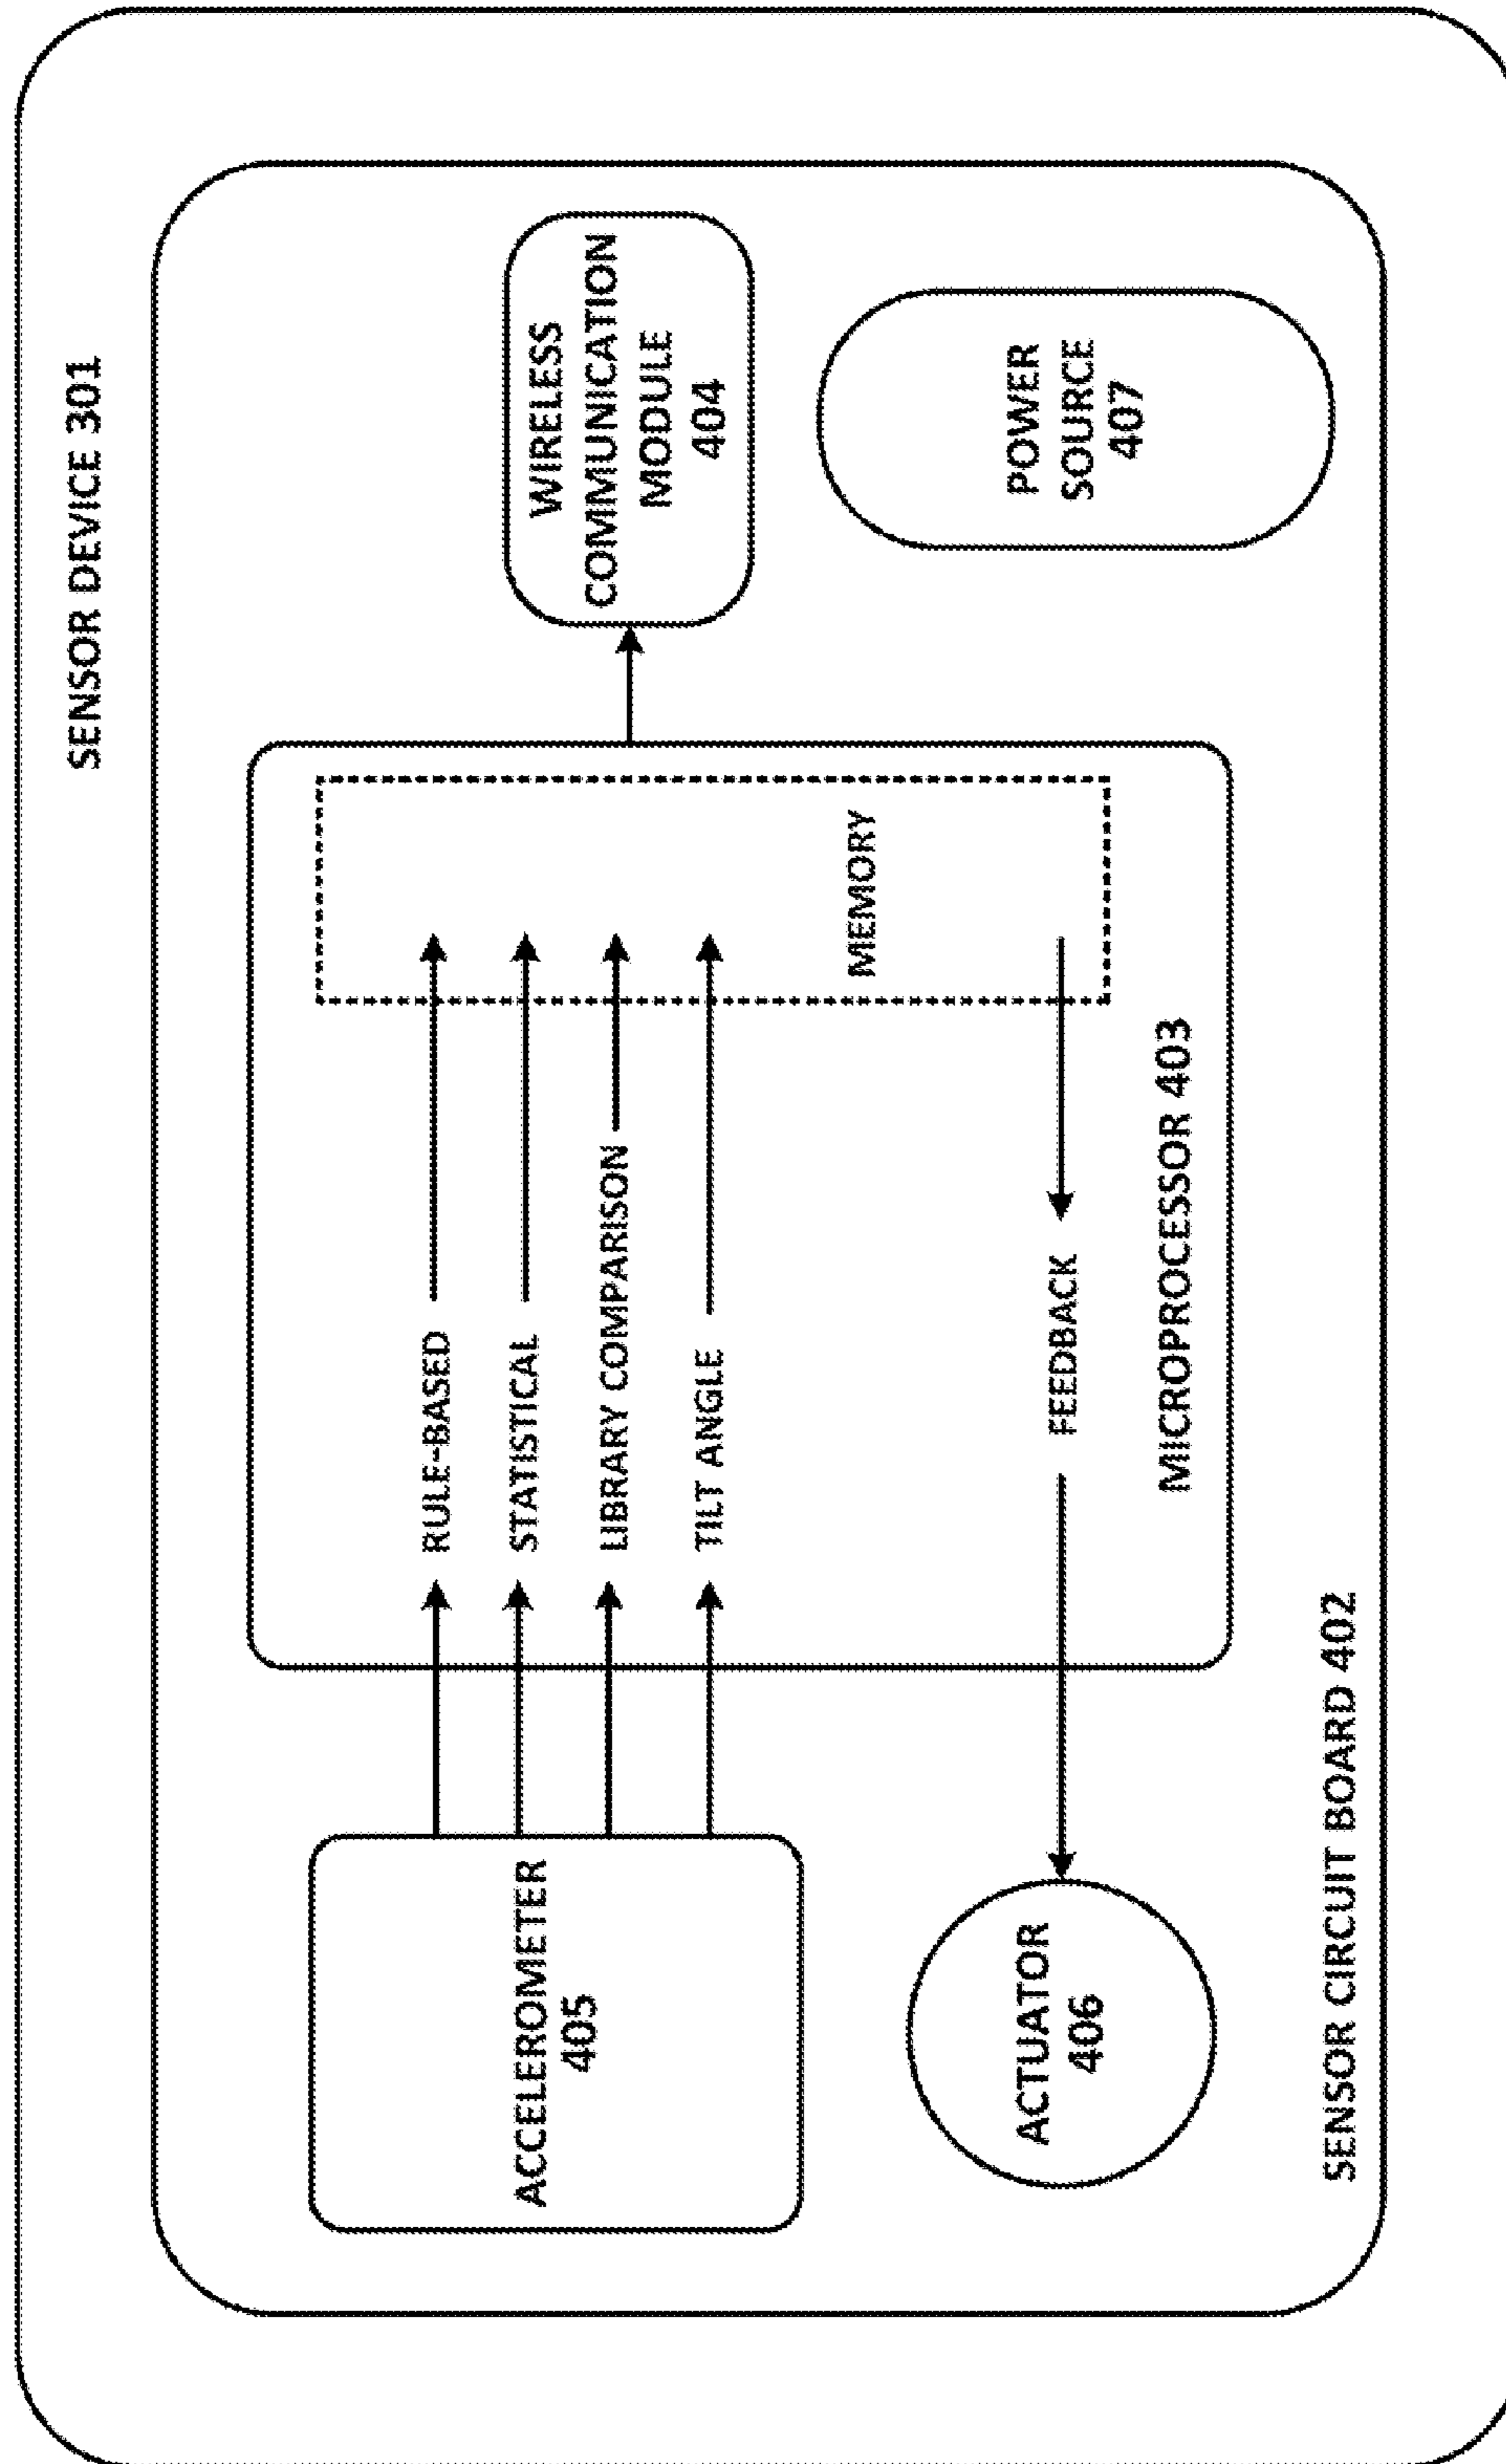 SENSOR DEVICE 301
ACCELEROMETER
405
RULE-BASED
STATISTICAL
LIBRARY COMPARISON
TILT ANGLE
MEMORY
WIRELESS
COMMUNICATION
MODULE
404
ACTUATOR
406
FEEDBACK
MICROPROCESSOR 403
POWER
SOURCE
407
SENSOR CIRCUIT BOARD 402